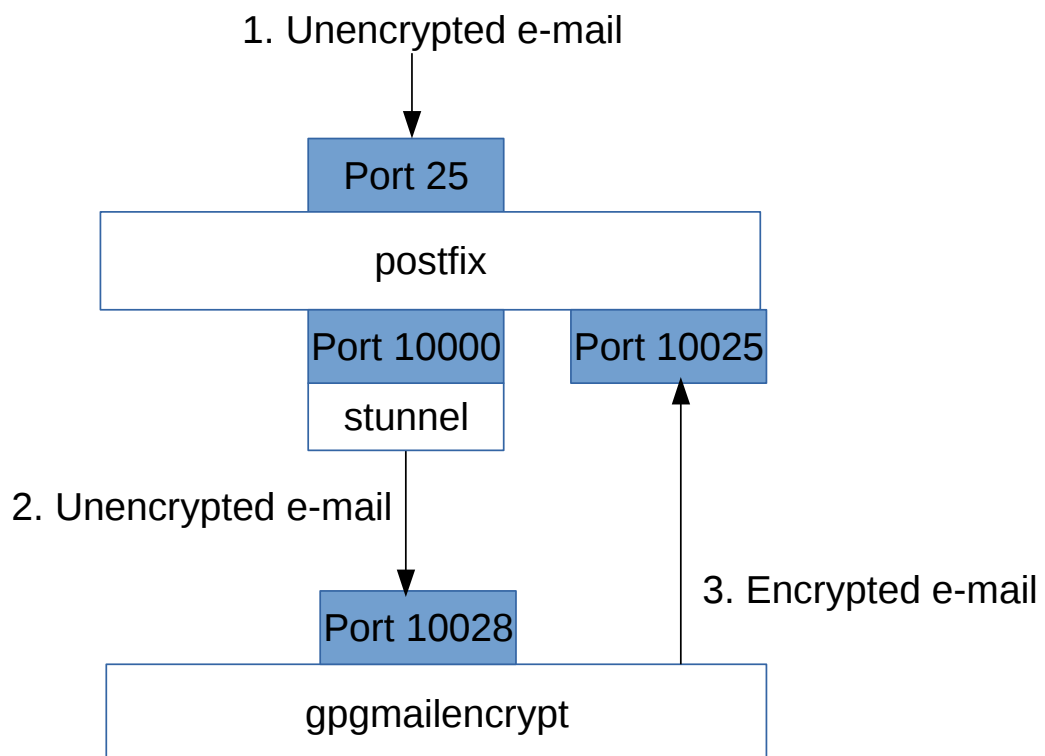 1. Unencrypted e-mail
Port 25
postfix
Port 10000
Port 10025
stunnel
2. Unencrypted e-mail
3. Encrypted e-mail
Port 10028
gpgmailencrypt